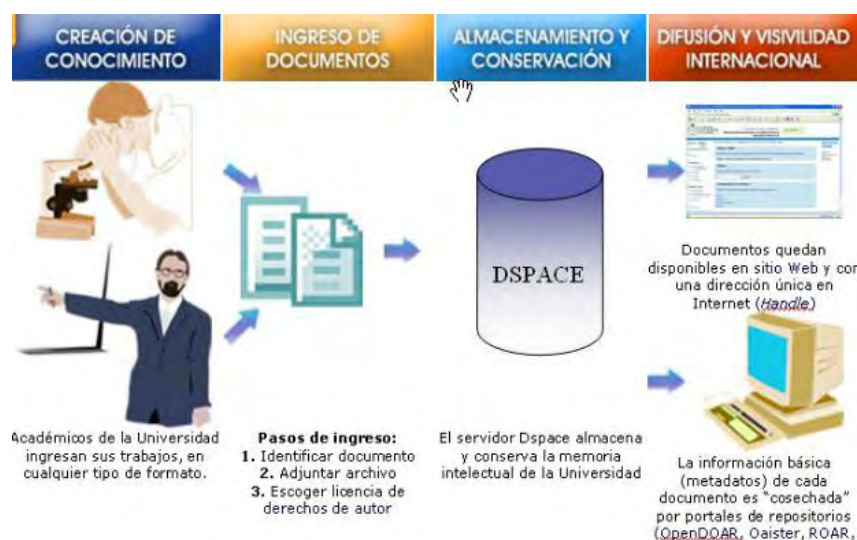 CREACIÓN DE
CONOCIMIENTO
INGRESO DE
DOCUMENTOS
ALMACENAMIENTO Y
CONSERVACIÓN
DIFUSIÓN Y VISIVILIDAD
INTERNACIONAL
DSPACE
Académicos de la Universidad
ingresan sus trabajos, en
cualquier tipo de formato.
Pasos de ingreso:
1. Identificar documento
2. Adjuntar archivo
3. Escoger licencia de
derechos de autor
El servidor Dspace almacena
y conserva la memoria
intelectual de la Universidad
Documentos quedan
disponibles en sitio Web y con
una dirección única en
Internet (Handle)
La información básica
(metadatos) de cada
documento es "cosechada"
por portales de repositorios
(OpenDOAR, Oaister, ROAR,